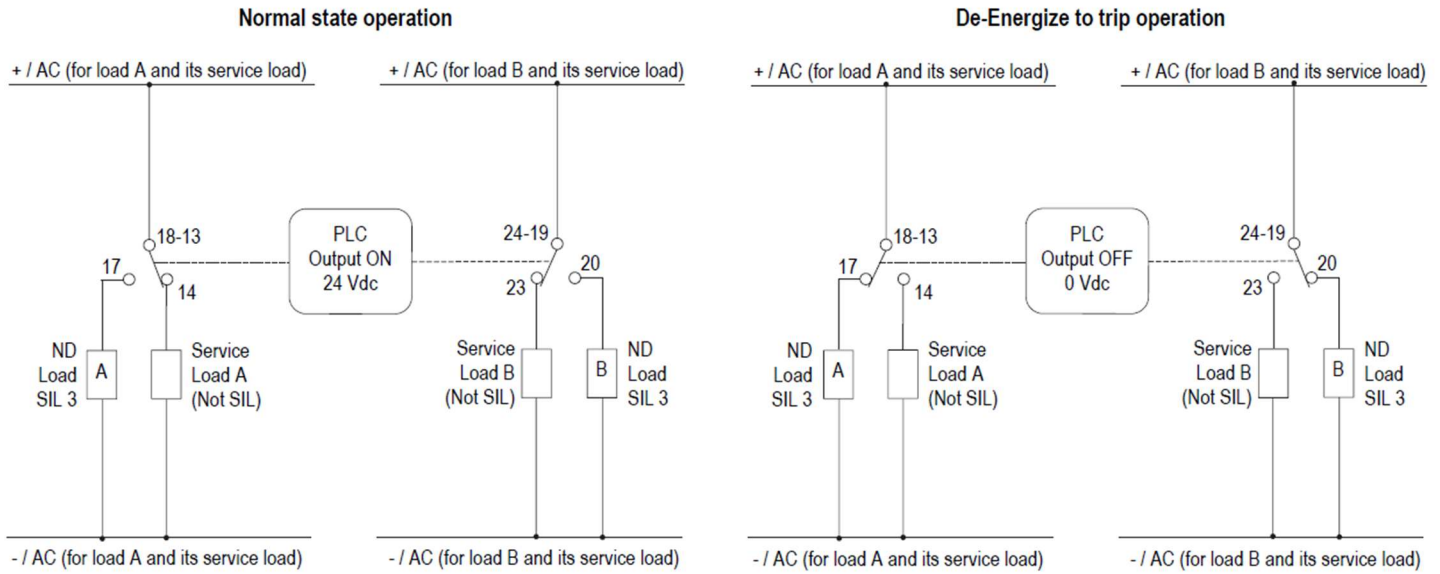 Normal state operation
+ / AC (for load A and its service load)
+ / AC (for load B and its service load)
18-13
PLC
Output ON
24 Vdc
24-19
17
14
23
20
ND
Load
SIL 3
A
Service
Load A
(Not SIL)
Service
Load B
(Not SIL)
B
ND
Load
SIL 3
- / AC (for load A and its service load)
- / AC (for load B and its service load)
De-Energize to trip operation
+ / AC (for load A and its service load)
+ / AC (for load B and its service load)
18-13
PLC
Output OFF
0 Vdc
24-19
17
14
23
20
ND
Load
SIL 3
A
Service
Load A
(Not SIL)
Service
Load B
(Not SIL)
B
ND
Load
SIL 3
- / AC (for load A and its service load)
- / AC (for load B and its service load)